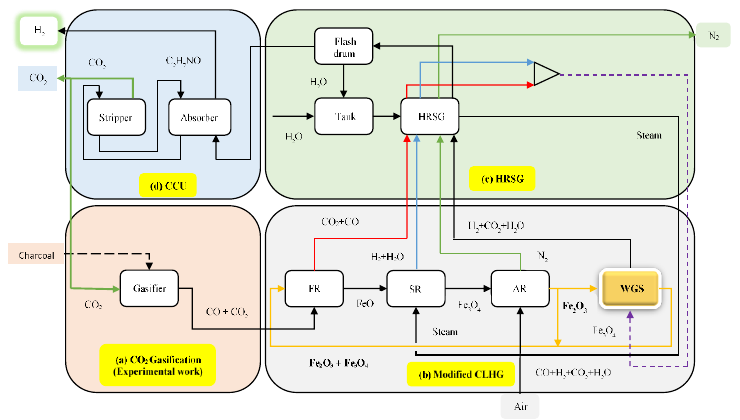 H₂
CO₂
CO₂
C₂H₇NO
Stripper
Absorber
(d) CCU
Flash
drum
H₂O
Tank
H₂O
HRSG
N₂
Steam
(c) HRSG
Charcoal
Gasifier
CO₂
CO + CO₂
(a) CO₂ Gasification
(Experimental work)
CO₂+CO
H₂+H₂O
H₂+CO₂+H₂O
N₂
FR
FeO
SR
Fe₃O₄
AR
Fe₂O₃
WGS
Fe₃O₄
Steam
Fe₂O₃ + Fe₃O₄
(b) Modified CLHG
CO+H₂+CO₂+H₂O
Air